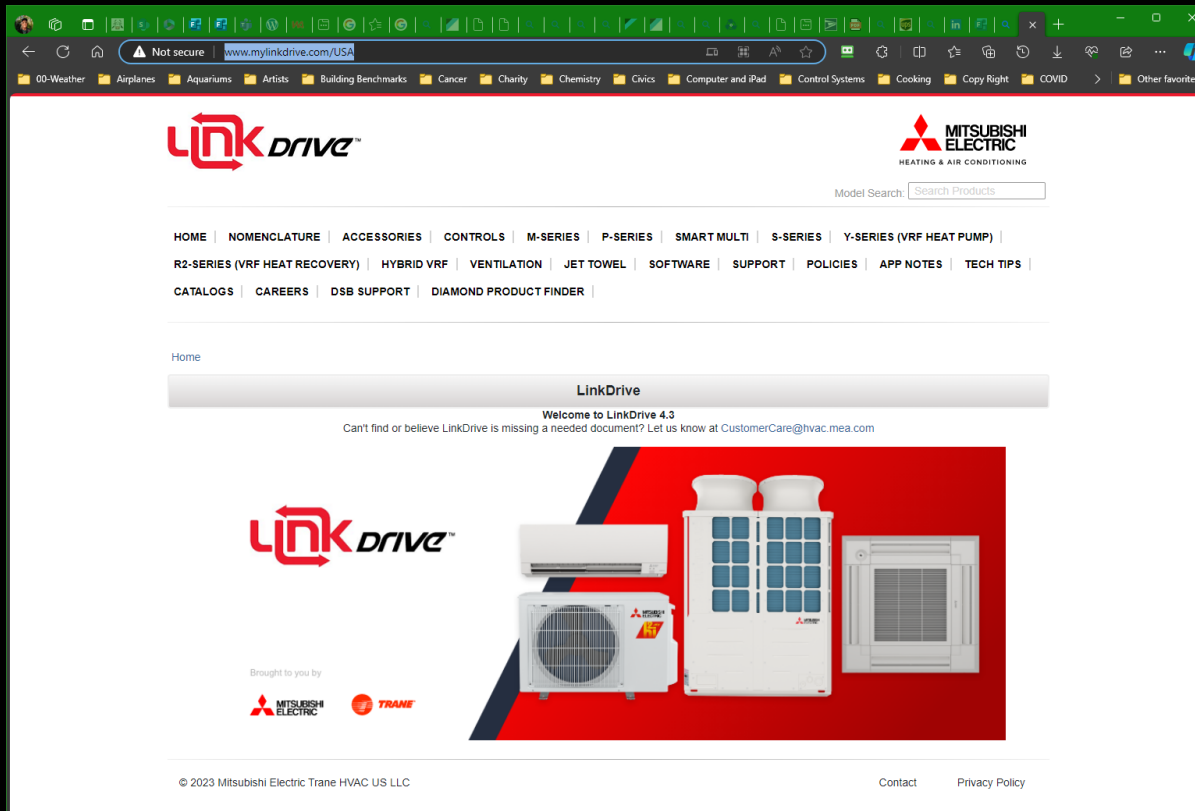 Not secure www.mylinkdrive.com/USA
00-Weather Airplanes Aquariums Artists Building Benchmarks Cancer Charity Chemistry Civics Computer and iPad Control Systems Cooking Copy Right COVID Other favorite
LINK DRIVE™
MITSUBISHI
ELECTRIC
HEATING & AIR CONDITIONING
Model Search: Search Products
HOME NOMENCLATURE ACCESSORIES CONTROLS M-SERIES P-SERIES SMART MULTI S-SERIES Y-SERIES (VRF HEAT PUMP)
R2-SERIES (VRF HEAT RECOVERY) HYBRID VRF VENTILATION JET TOWEL SOFTWARE SUPPORT POLICIES APP NOTES TECH TIPS
CATALOGS CAREERS DSB SUPPORT DIAMOND PRODUCT FINDER
Home
LinkDrive
Welcome to LinkDrive 4.3
Can't find or believe LinkDrive is missing a needed document? Let us know at CustomerCare@hvac.mea.com
LINK DRIVE™
MITSUBISHI
ELECTRIC
Brought to you by
MITSUBISHI
ELECTRIC
TRANE
© 2023 Mitsubishi Electric Trane HVAC US LLC
Contact Privacy Policy